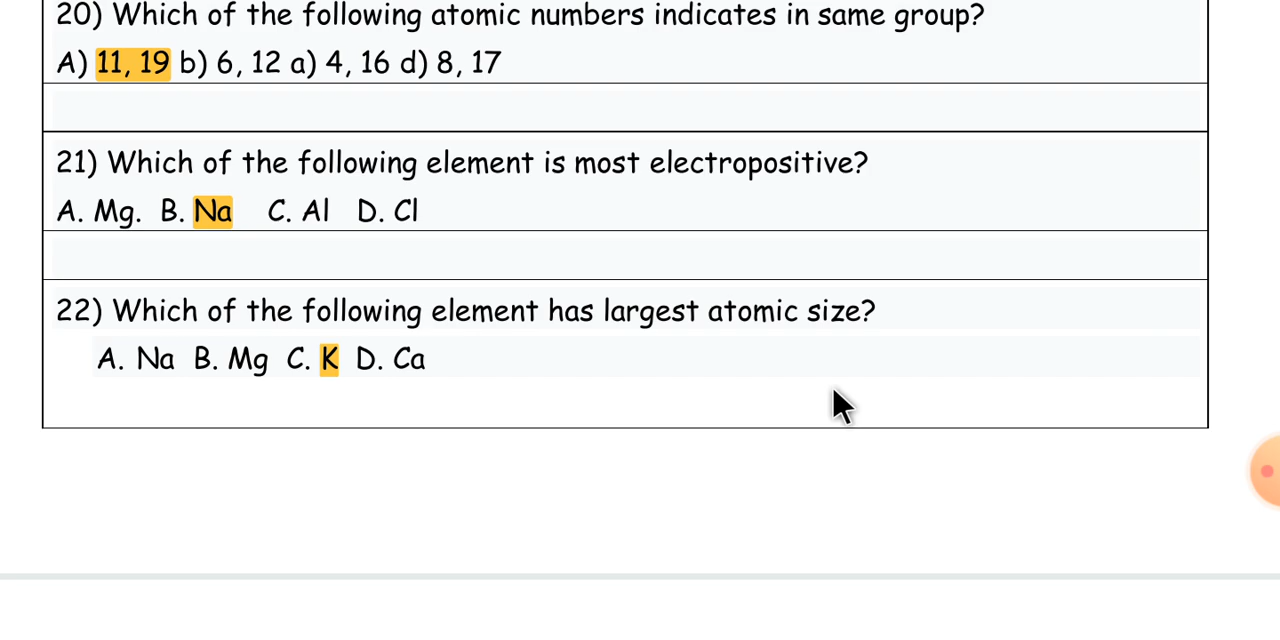 20) Which of the following atomic numbers indicates in same group?
A) 11, 19 b) 6, 12 a) 4, 16 d) 8, 17
21) Which of the following element is most electropositive?
A. Mg. B. Na C. Al D. Cl
22) Which of the following element has largest atomic size?
A. Na B. Mg C. K D. Ca